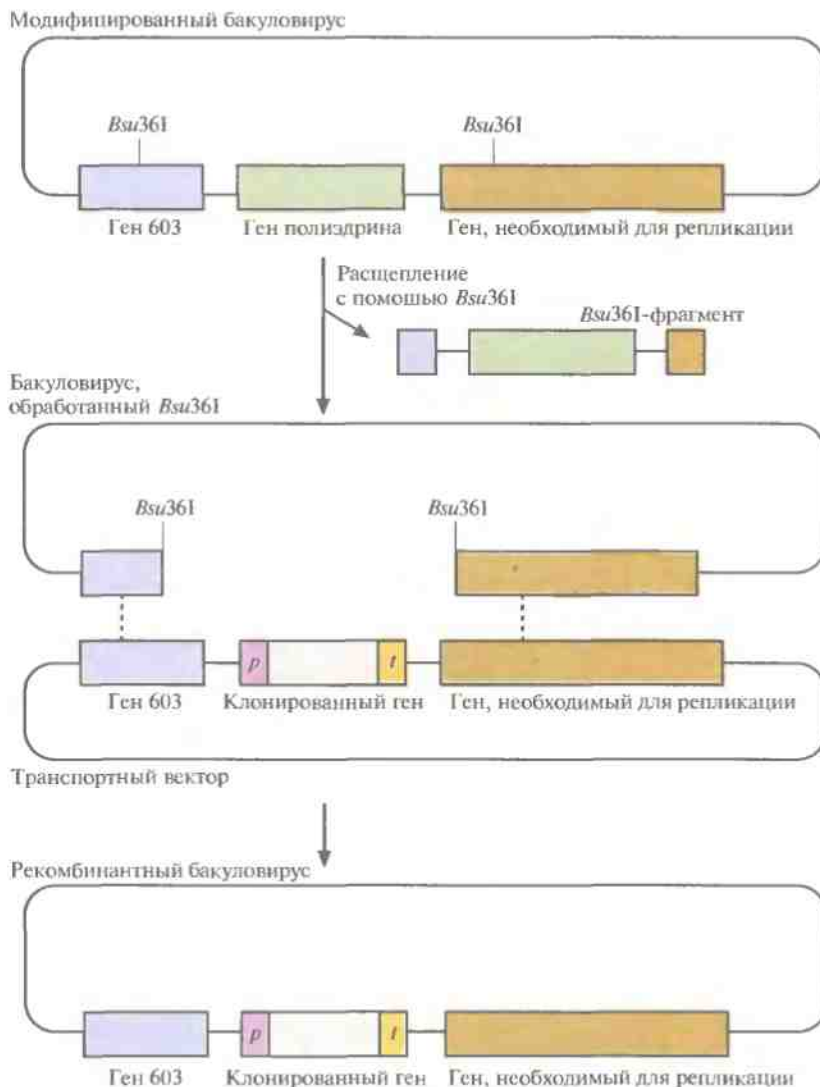 Модифицированный бакуловирус
Bsu36I
Bsu36I
Ген 603
Ген полиэдрина
Ген, необходимый для репликации
Расщепление
с помошью Bsu36I
Bsu36I-фрагмент
Бакуловирус,
обработанный Bsu36I
Bsu36I
Bsu36I
p
t
Ген 603
Клонированный ген
Ген, необходимый для репликации
Транспортный вектор
Рекомбинантный бакуловирус
p
t
Ген 603
Клонированный ген
Ген, необходимый для репликации